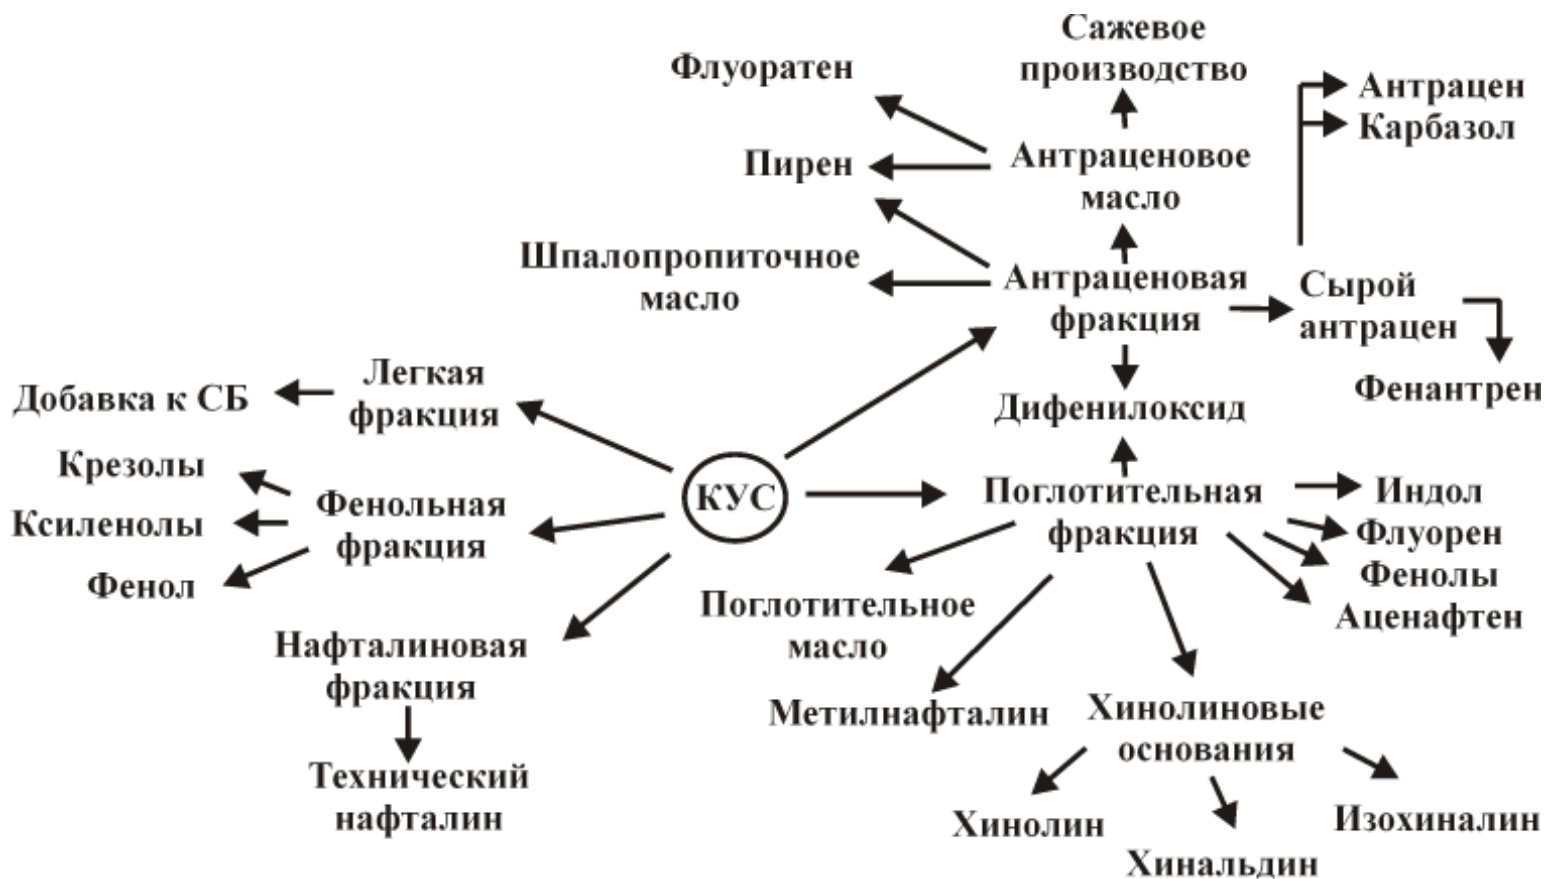 Сажевое
производство
Флуоратен
Антрацен
Карбазол
Пирен
Антраценовое
масло
Шпалопропиточное
масло
Антраценовая
фракция
Сырой
антрацен
Фенантрен
Легкая
фракция
Добавка к СБ
Дифенилоксид
Крезолы
Ксиленолы
Фенол
Фенольная
фракция
КУС
Поглотительная
фракция
Индол
Флуорен
Фенолы
Аценафтен
Поглотительное
масло
Нафталиновая
фракция
Метилнафталин
Хинолиновые
основания
Технический
нафталин
Хинолин
Хинальдин
Изохиналин